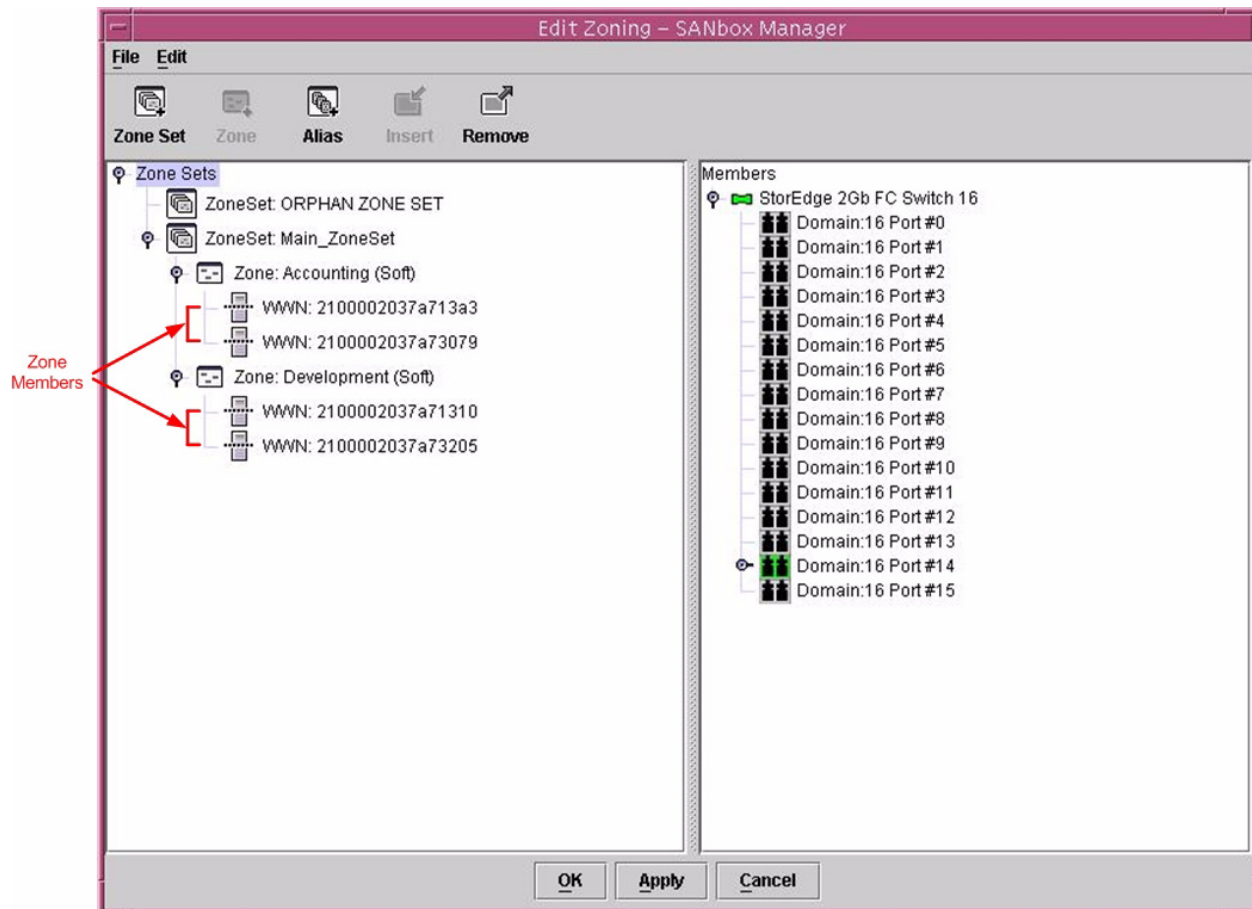 Edit Zoning – SANbox Manager
File Edit
Zone Set Zone Alias Insert Remove
Zone Sets
ZoneSet: ORPHAN ZONE SET
ZoneSet: Main_ZoneSet
Zone: Accounting (Soft)
WWN: 2100002037a713a3
WWN: 2100002037a73079
Zone: Development (Soft)
WWN: 2100002037a71310
WWN: 2100002037a73205
Zone
Members
Members
StorEdge 2Gb FC Switch 16
Domain:16 Port #0
Domain:16 Port #1
Domain:16 Port #2
Domain:16 Port #3
Domain:16 Port #4
Domain:16 Port #5
Domain:16 Port #6
Domain:16 Port #7
Domain:16 Port #8
Domain:16 Port #9
Domain:16 Port #10
Domain:16 Port #11
Domain:16 Port #12
Domain:16 Port #13
Domain:16 Port #14
Domain:16 Port #15
OK Apply Cancel